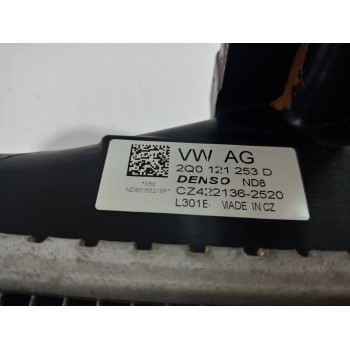 VW AG
2Q0 121 253 D
DENSO ND8
CZ422136-2520
L301E MADE IN CZ